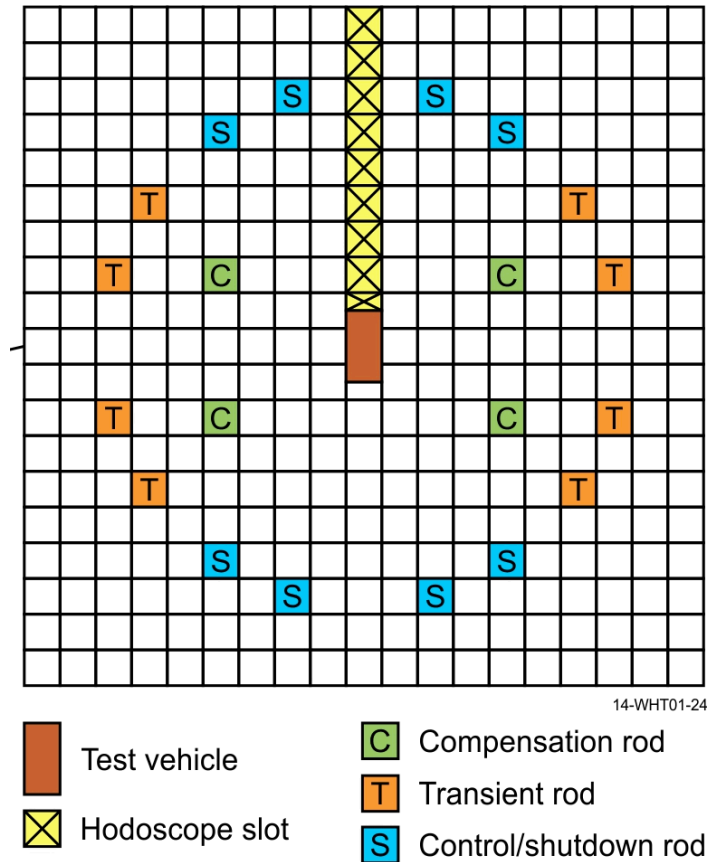 S S
S S
T T
T C C T
T C C T
T T
S S
S S
14-WHT01-24
Test vehicle
Hodoscope slot
C Compensation rod
T Transient rod
S Control/shutdown rod